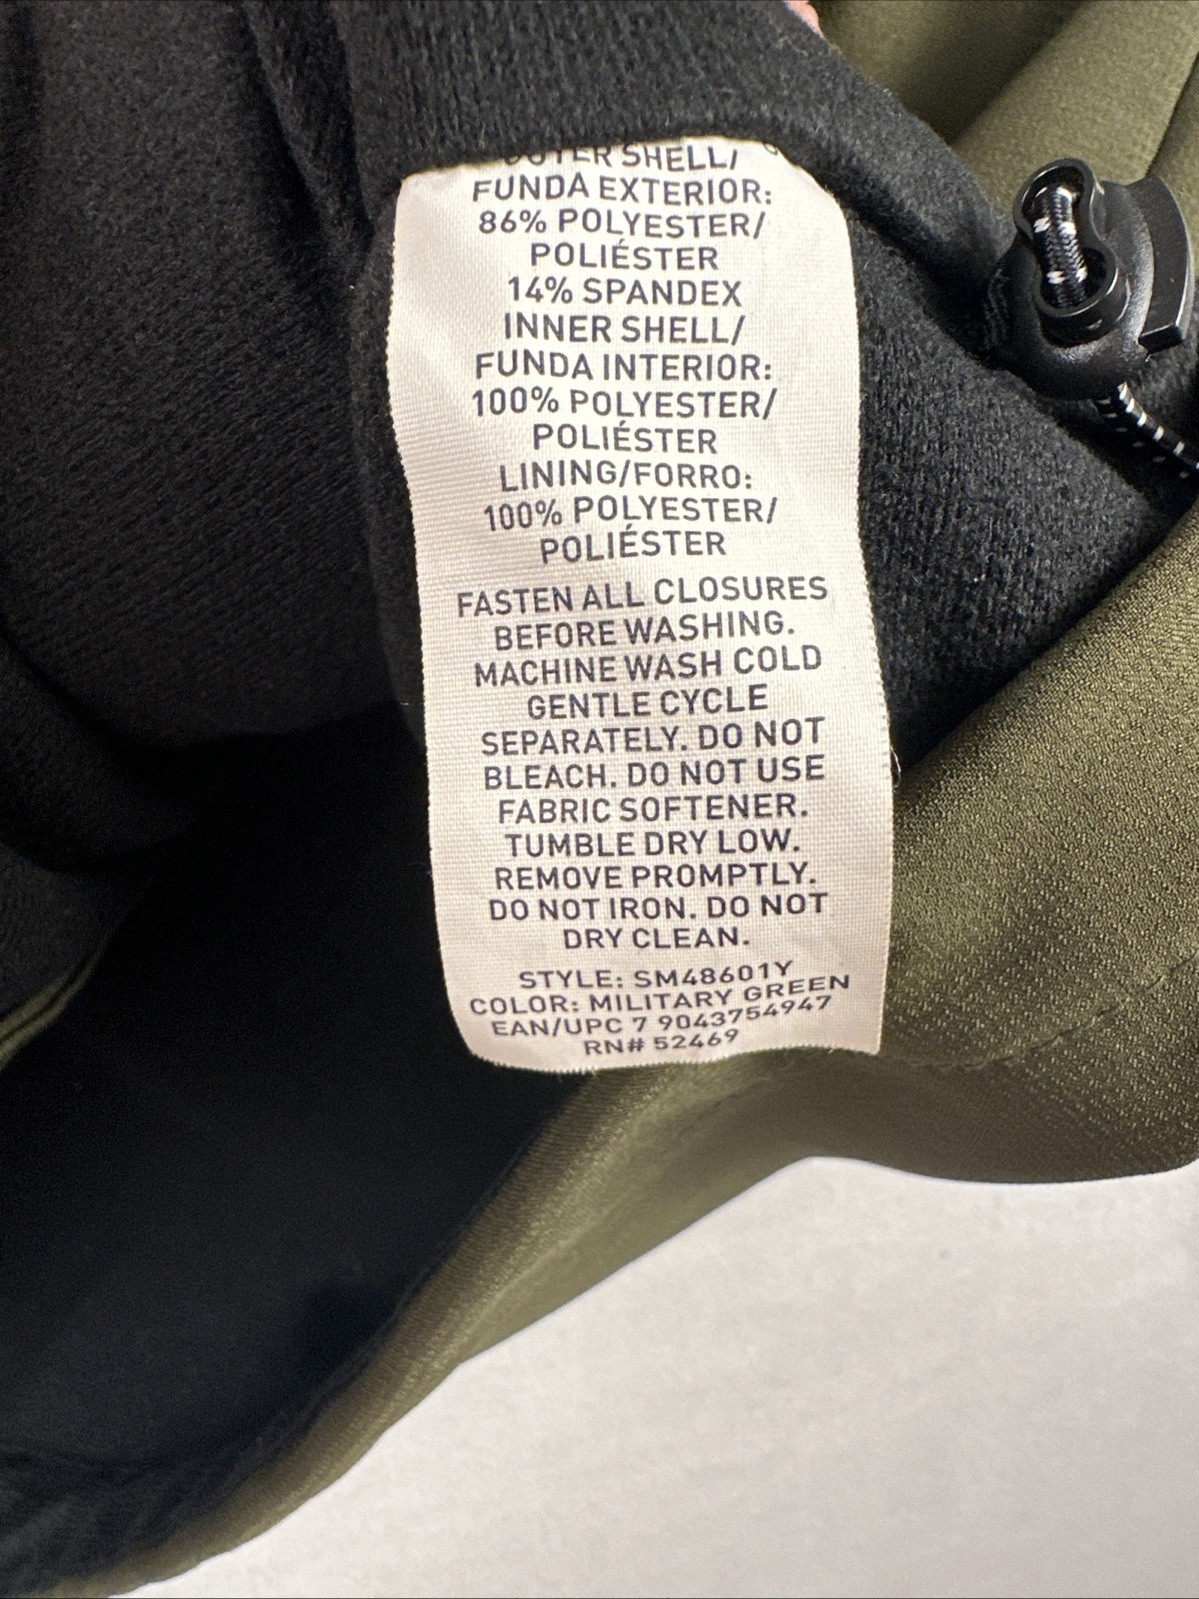 OUTER SHELL/
FUNDA EXTERIOR:
86% POLYESTER/
POLIÉSTER
14% SPANDEX
INNER SHELL/
FUNDA INTERIOR:
100% POLYESTER/
POLIÉSTER
LINING/FORRO:
100% POLYESTER/
POLIÉSTER
FASTEN ALL CLOSURES
BEFORE WASHING.
MACHINE WASH COLD
GENTLE CYCLE
SEPARATELY. DO NOT
BLEACH. DO NOT USE
FABRIC SOFTENER.
TUMBLE DRY LOW.
REMOVE PROMPTLY.
DO NOT IRON. DO NOT
DRY CLEAN.
STYLE: SM48601Y
COLOR: MILITARY GREEN
EAN/UPC 7 9043754947
RN# 52469